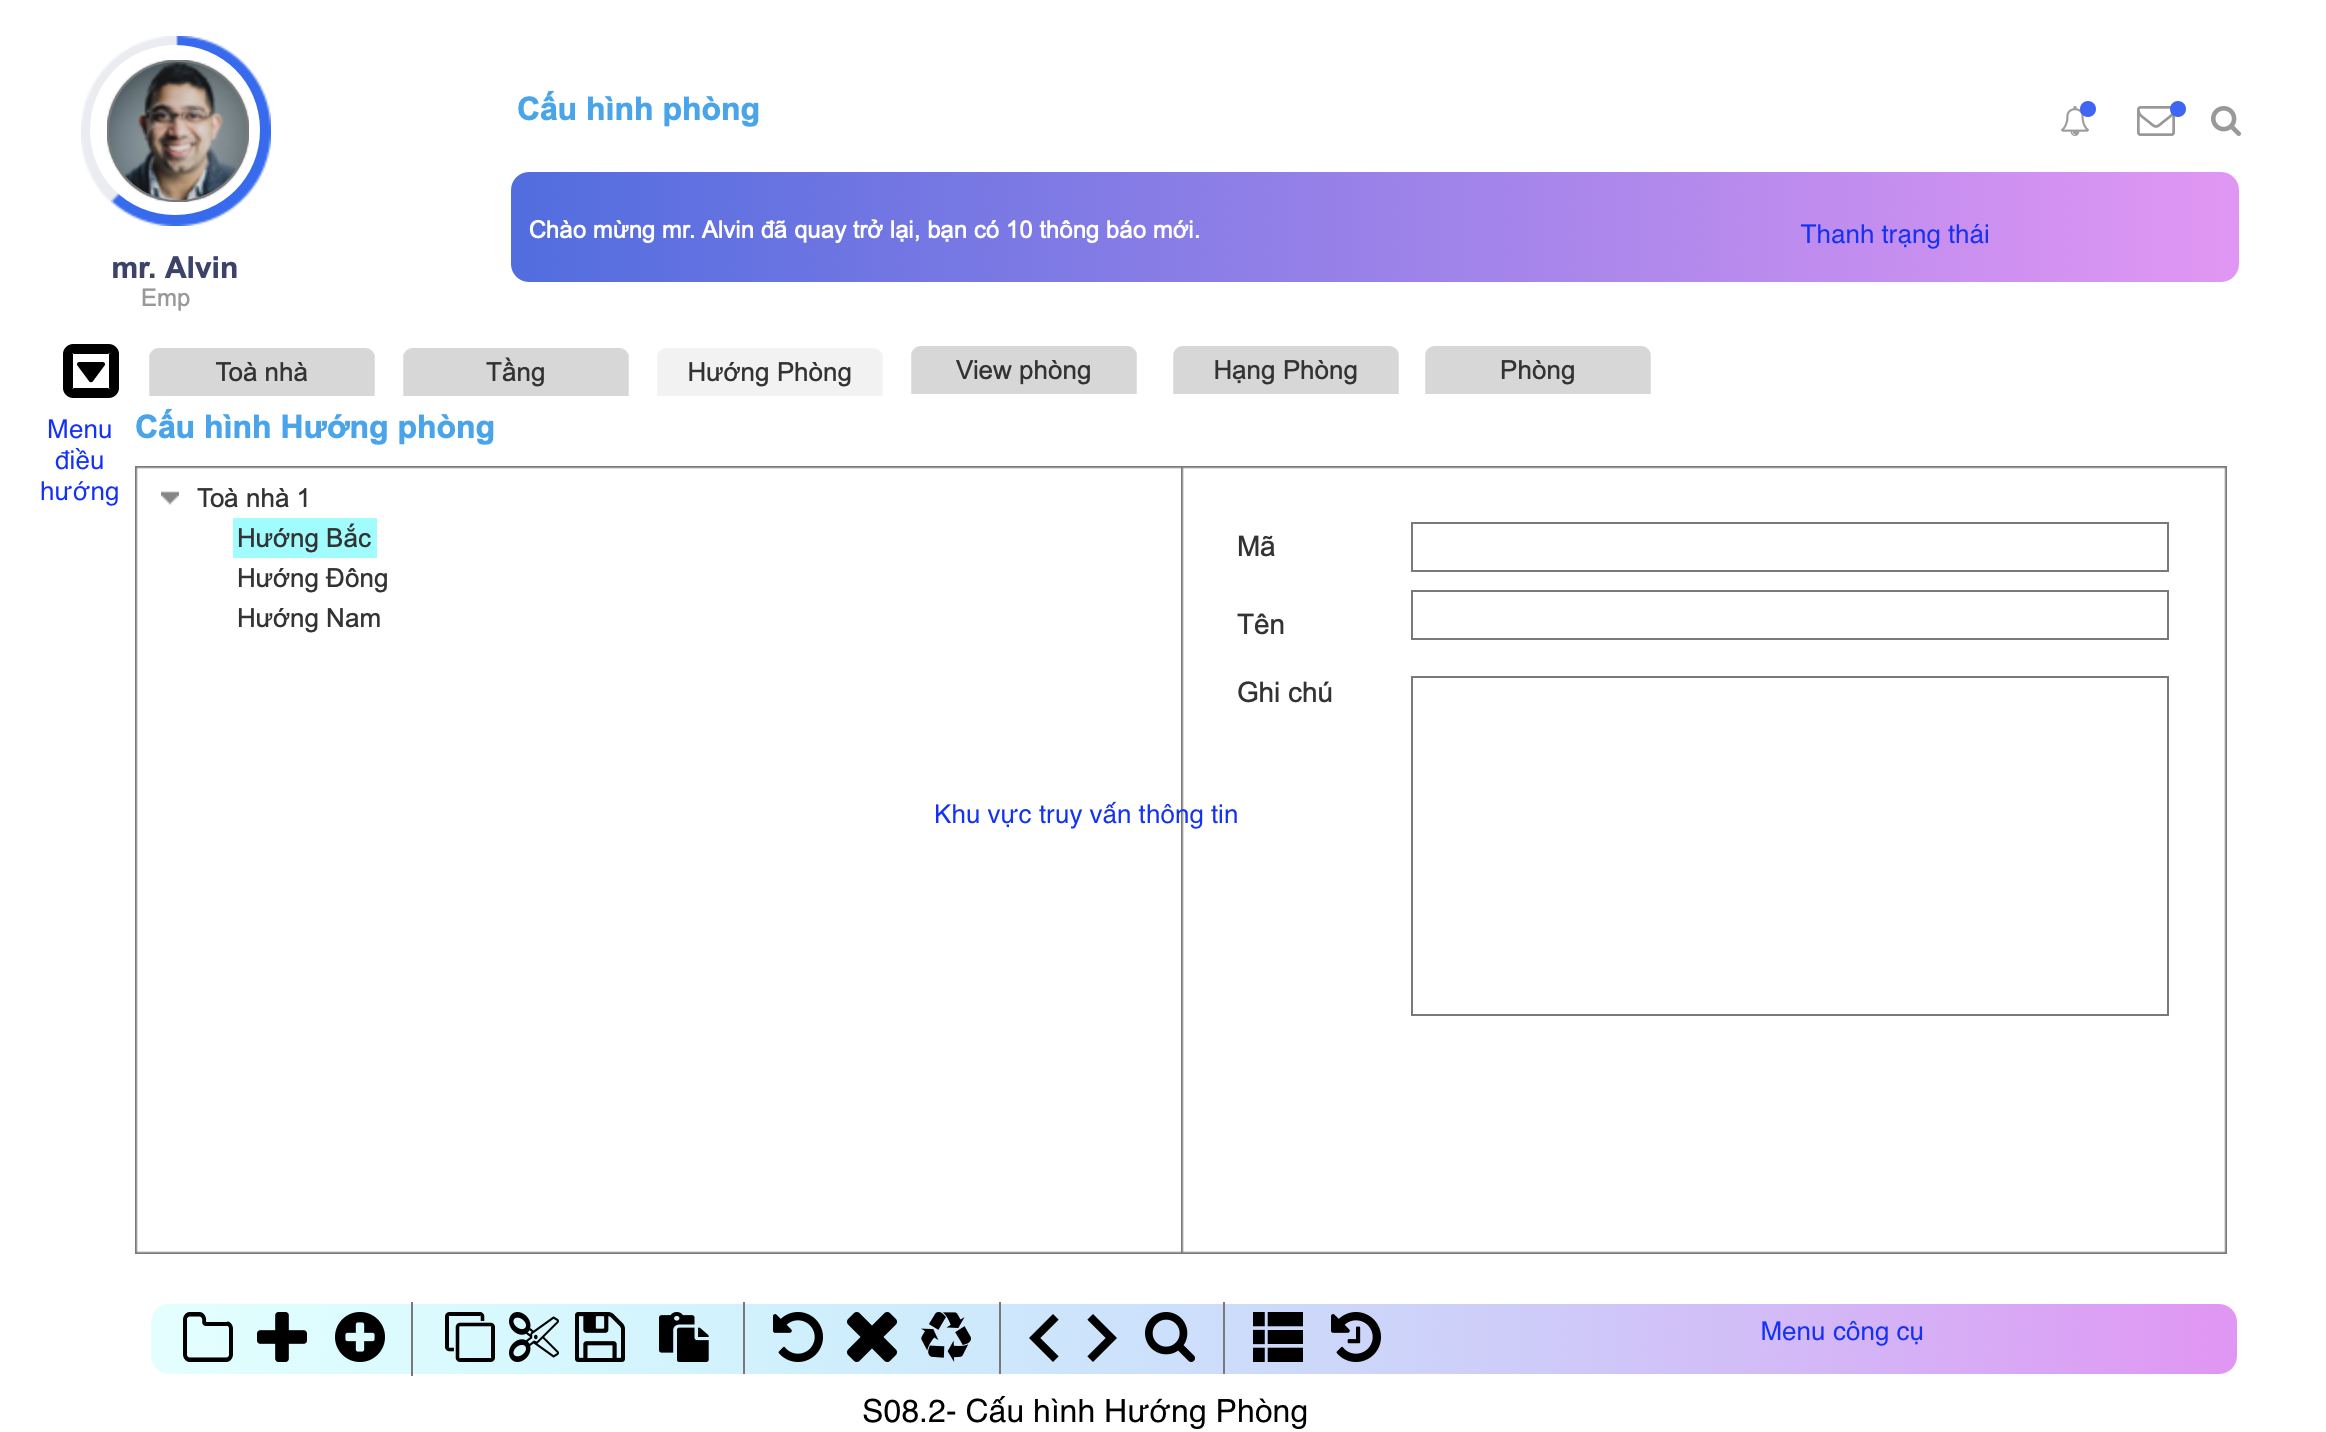 Cấu hình phòng
Chào mừng mr. Alvin đã quay trở lại, bạn có 10 thông báo mới.
Thanh trạng thái
mr. Alvin
Emp
Toà nhà
Tầng
Hướng Phòng
View phòng
Hạng Phòng
Phòng
Menu
điều
hướng
Cấu hình Hướng phòng
Toà nhà 1
Hướng Bắc
Hướng Đông
Hướng Nam
Mã
Tên
Ghi chú
Khu vực truy vấn thông tin
Menu công cụ
S08.2- Cấu hình Hướng Phòng